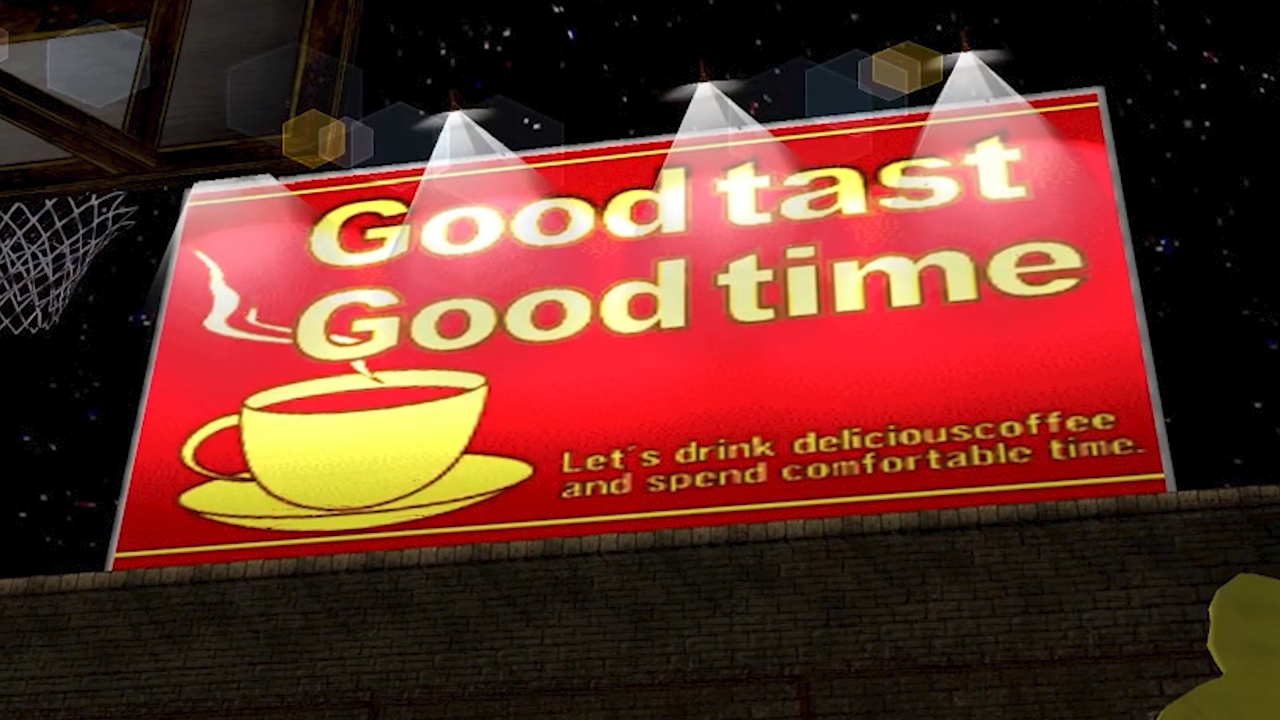 Good tast
Good time
Let's drink deliciouscoffee
and spend comfortable time.